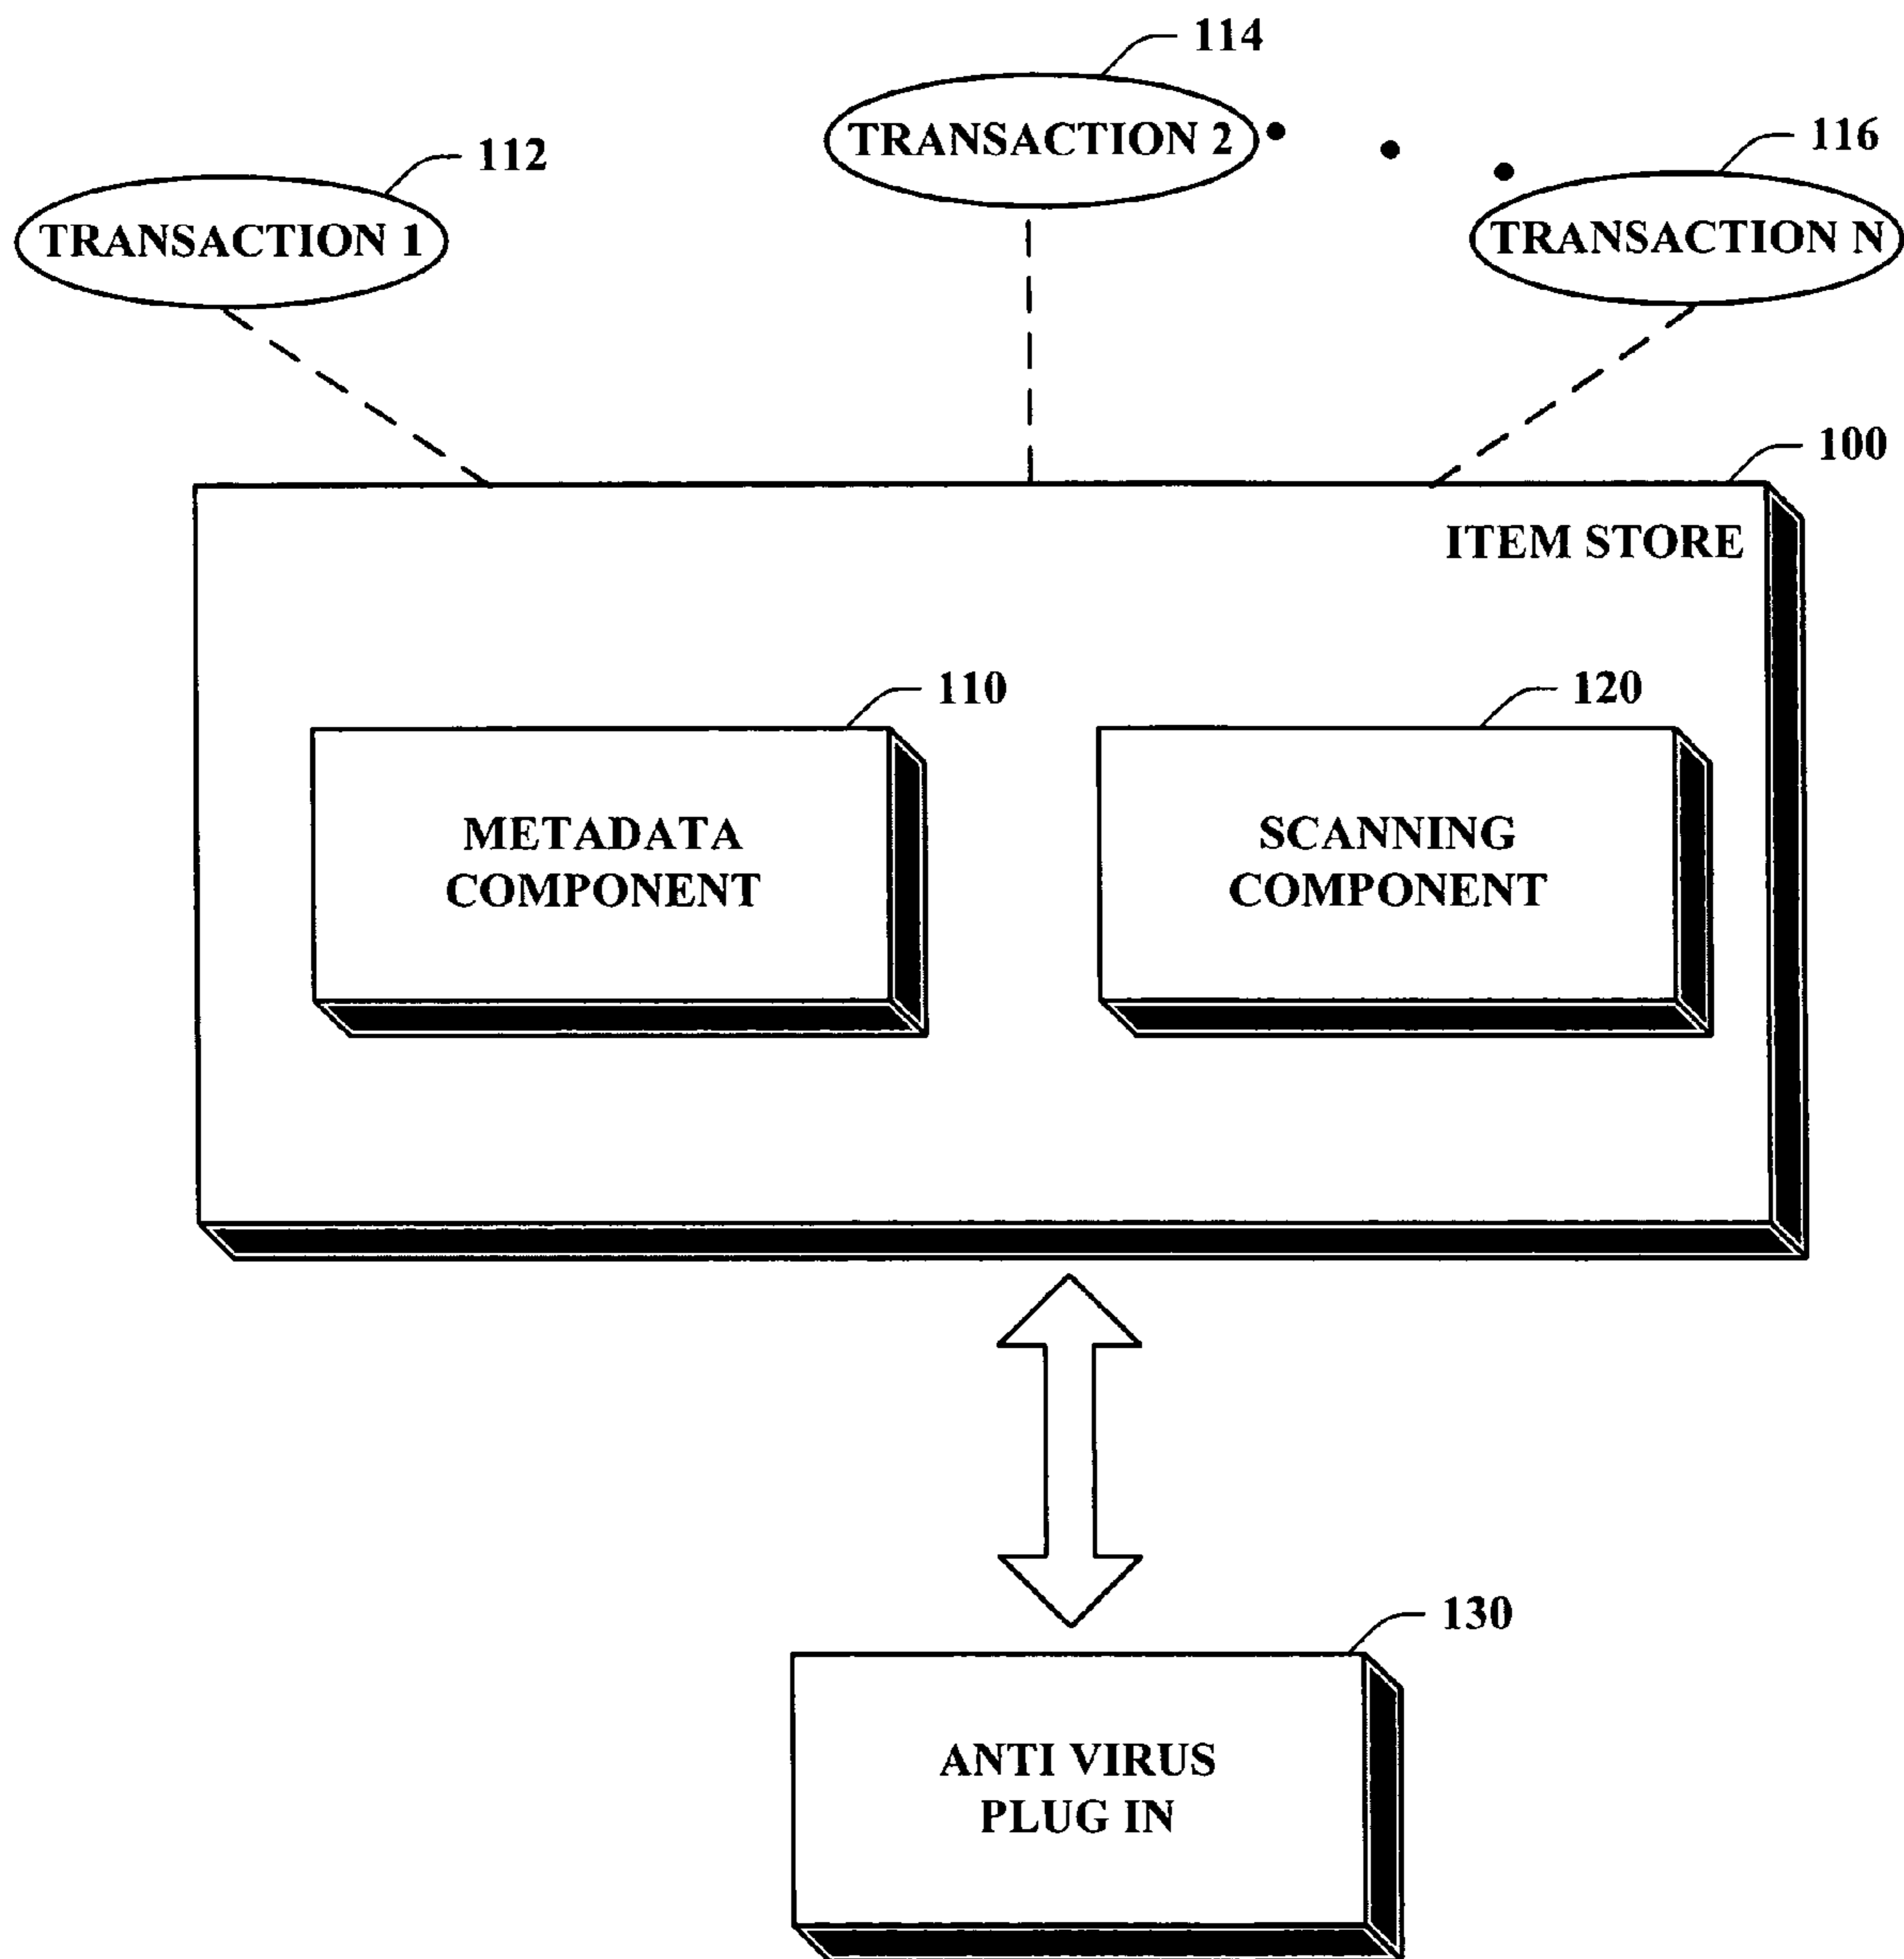 114
TRANSACTION 2
112
116
TRANSACTION 1
TRANSACTION N
100
ITEM STORE
110
120
METADATA
COMPONENT
SCANNING
COMPONENT
130
ANTI VIRUS
PLUG IN